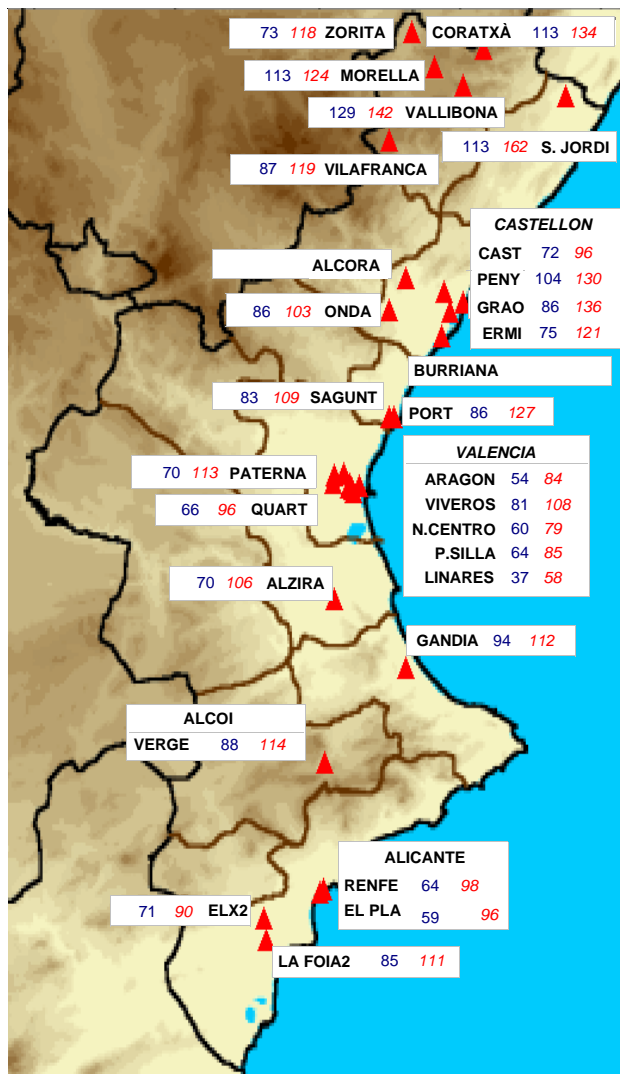 73 118 ZORITA
CORATXÀ 113 134
113 124 MORELLA
129 142 VALLIBONA
113 162 S. JORDI
87 119 VILAFRANCA
CASTELLON
CAST 72 96
PENY 104 130
GRAO 86 136
ERMI 75 121
ALCORA
86 103 ONDA
BURRIANA
83 109 SAGUNT
PORT 86 127
VALENCIA
ARAGON 54 84
VIVEROS 81 108
N.CENTRO 60 79
P.SILLA 64 85
LINARES 37 58
70 113 PATERNA
66 96 QUART
70 106 ALZIRA
GANDIA 94 112
ALCOI
VERGE 88 114
ALICANTE
RENFE 64 98
EL PLA 59 96
71 90 ELX2
LA FOIA2 85 111